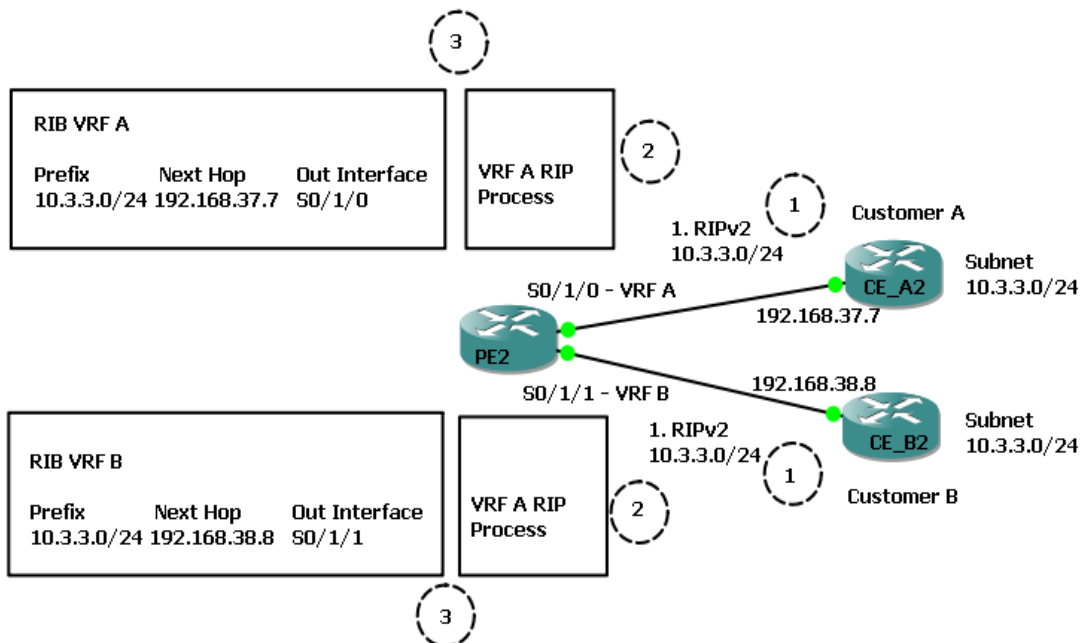 3
RIB VRF A
Prefix Next Hop Out Interface
10.3.3.0/24 192.168.37.7 S0/1/0
VRF A RIP
Process
2
1
1. RIPv2
10.3.3.0/24
Customer A
CE_A2
Subnet
10.3.3.0/24
S0/1/0 - VRF A
192.168.37.7
PE2
S0/1/1 - VRF B
192.168.38.8
CE_B2
Subnet
10.3.3.0/24
1. RIPv2
10.3.3.0/24
1
Customer B
RIB VRF B
Prefix Next Hop Out Interface
10.3.3.0/24 192.168.38.8 S0/1/1
VRF A RIP
Process
2
3